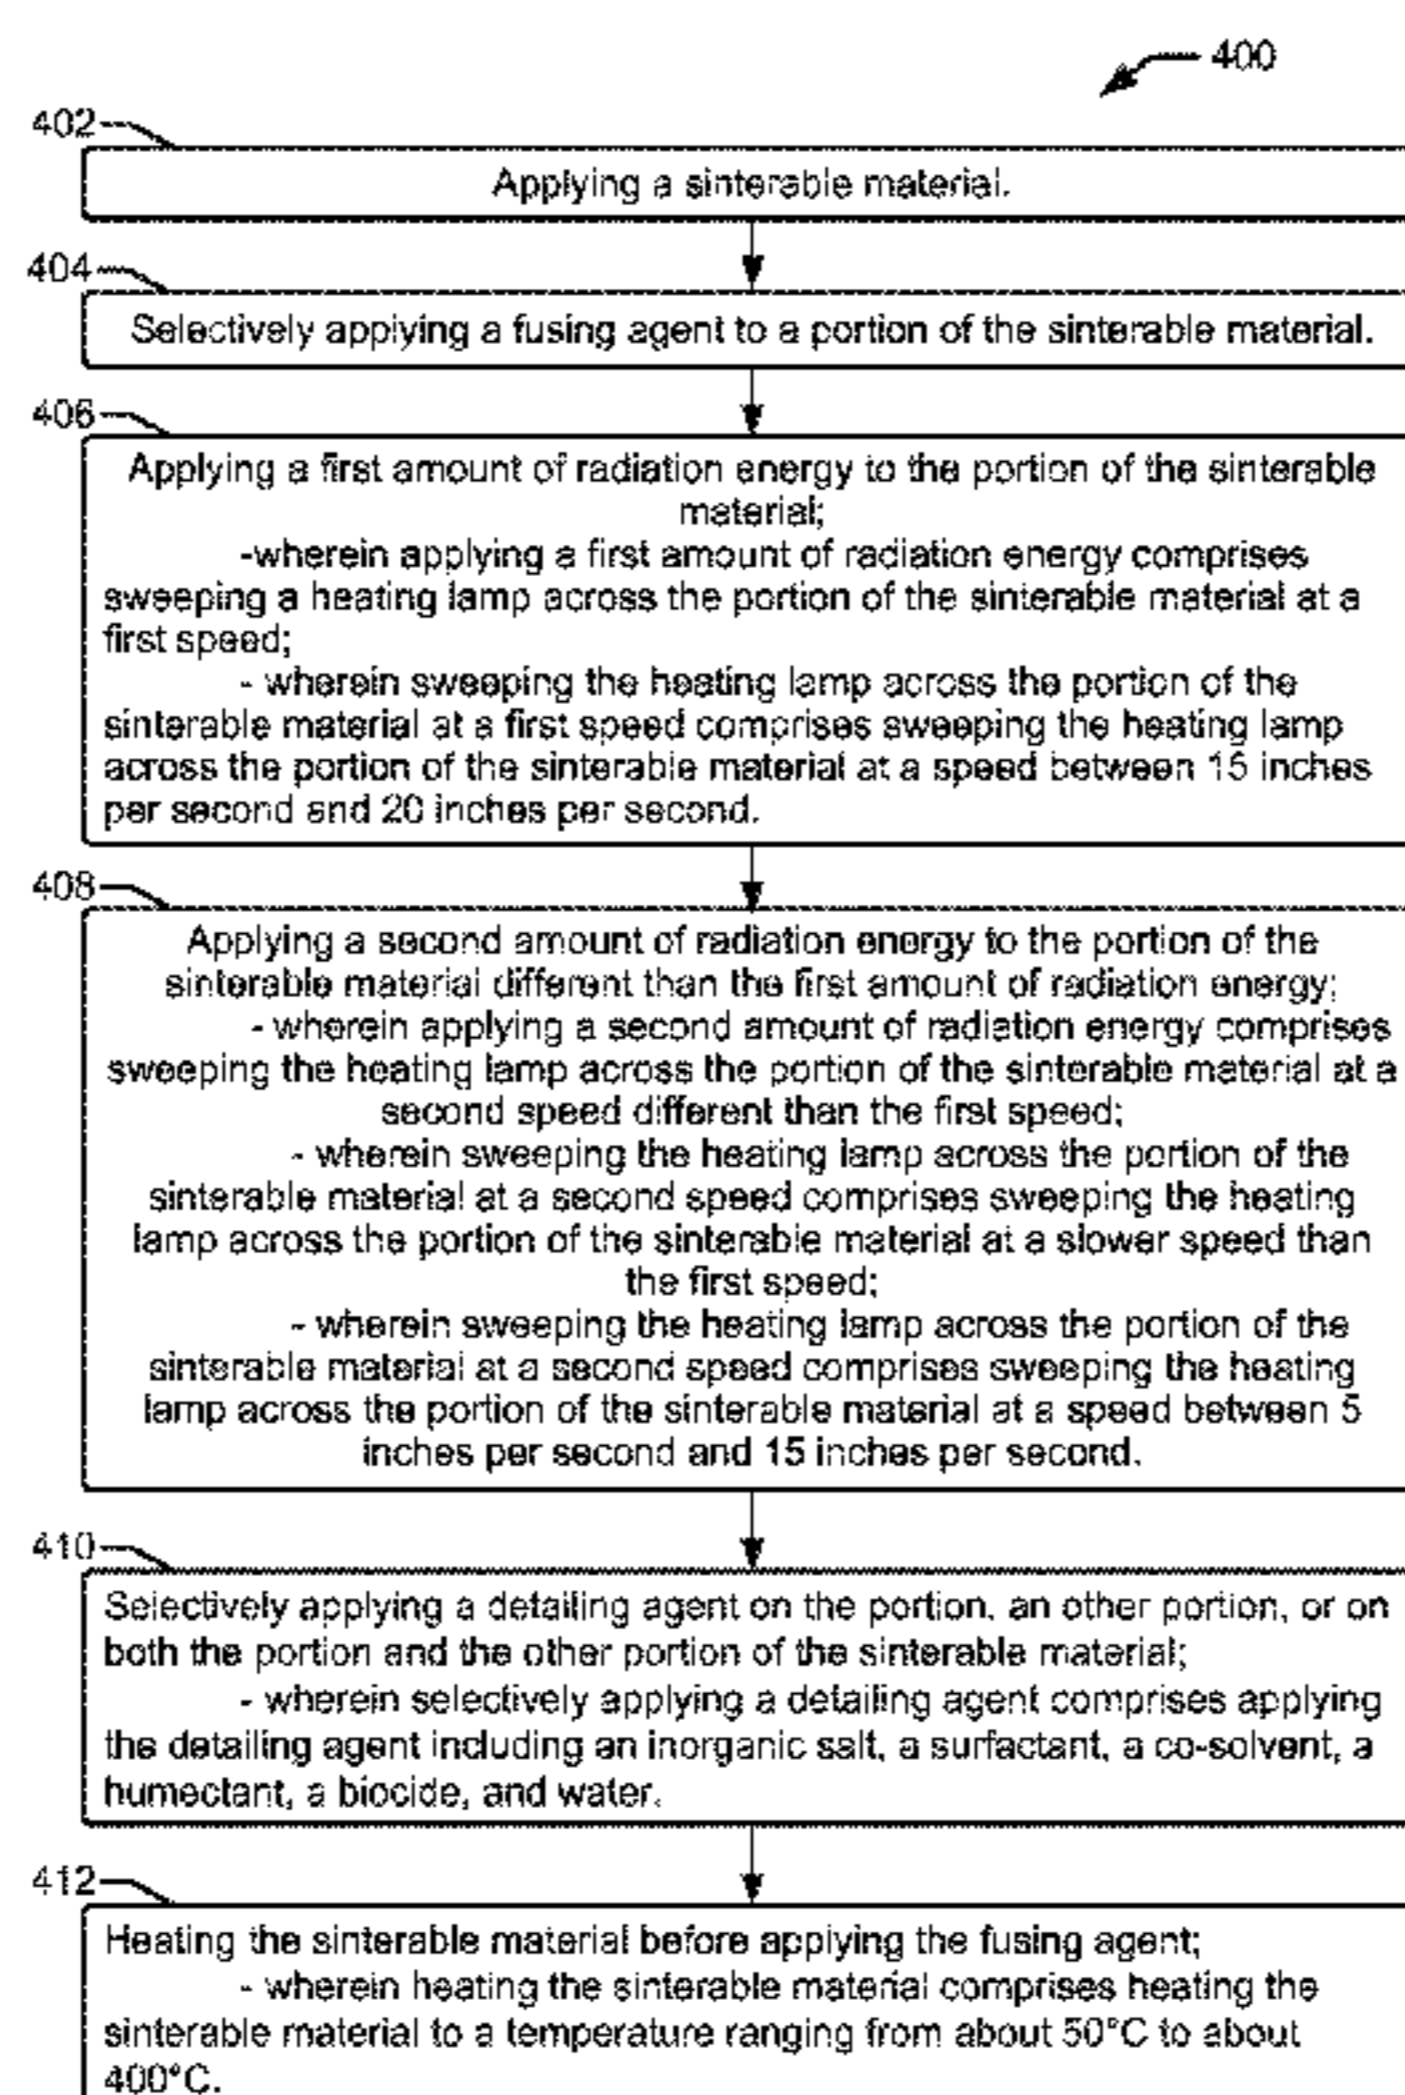 400
402
Applying a sinterable material.
404
Selectively applying a fusing agent to a portion of the sinterable material.
406
Applying a first amount of radiation energy to the portion of the sinterable
material;
-wherein applying a first amount of radiation energy comprises
sweeping a heating lamp across the portion of the sinterable material at a
first speed;
- wherein sweeping the heating lamp across the portion of the
sinterable material at a first speed comprises sweeping the heating lamp
across the portion of the sinterable material at a speed between 15 inches
per second and 20 inches per second.
408
Applying a second amount of radiation energy to the portion of the
sinterable material different than the first amount of radiation energy;
- wherein applying a second amount of radiation energy comprises
sweeping the heating lamp across the portion of the sinterable material at a
second speed different than the first speed;
- wherein sweeping the heating lamp across the portion of the
sinterable material at a second speed comprises sweeping the heating
lamp across the portion of the sinterable material at a slower speed than
the first speed;
- wherein sweeping the heating lamp across the portion of the
sinterable material at a second speed comprises sweeping the heating
lamp across the portion of the sinterable material at a speed between 5
inches per second and 15 inches per second.
410
Selectively applying a detailing agent on the portion, an other portion, or on
both the portion and the other portion of the sinterable material;
- wherein selectively applying a detailing agent comprises applying
the detailing agent including an inorganic salt, a surfactant, a co-solvent, a
humectant, a biocide, and water.
412
Heating the sinterable material before applying the fusing agent;
- wherein heating the sinterable material comprises heating the
sinterable material to a temperature ranging from about 50°C to about
400°C.